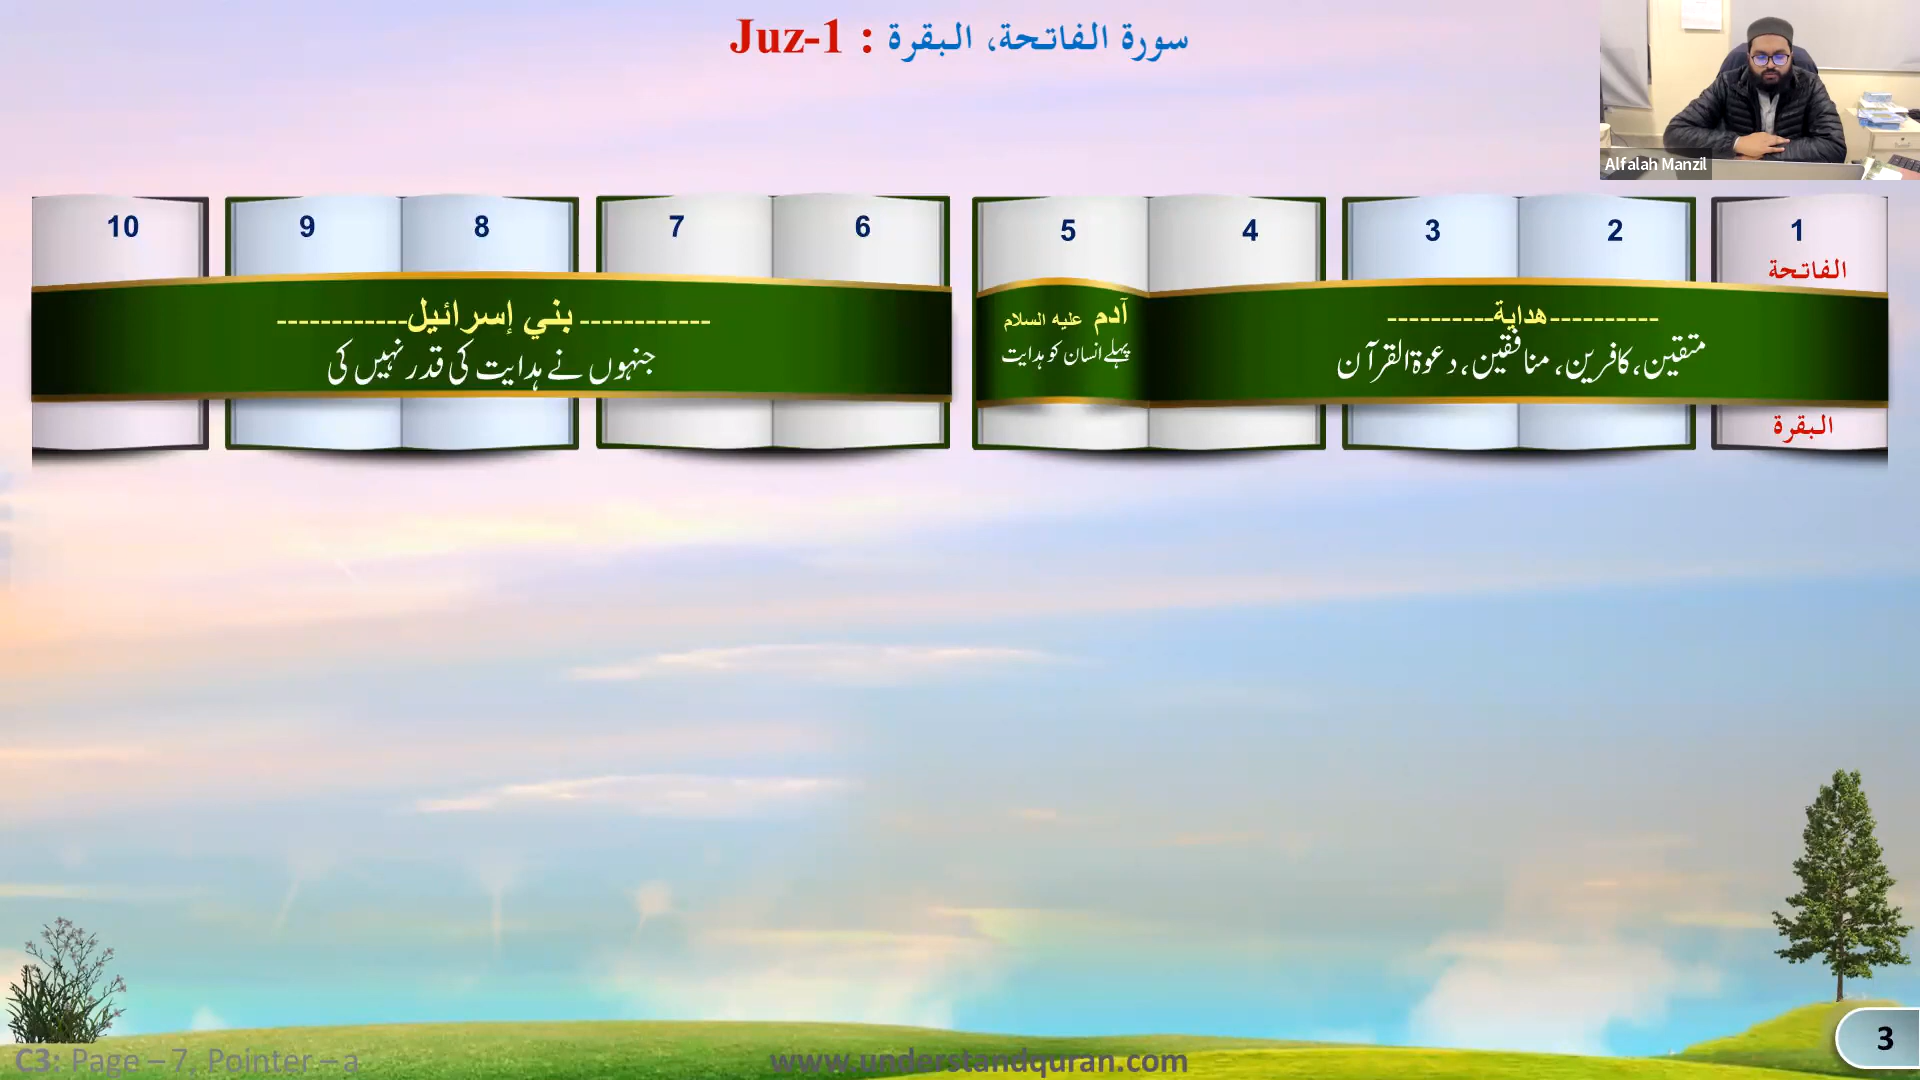 Juz-1 : سورة الفاتحة، البقرة
Alfalah Manzil
1
2
3
4
5
6
7
8
9
10
الفاتحة
----------هداية----------
متقین، کافرین، منافقین، دعوۃ القرآن
آدم عليه السلام
پہلے انسان کو ہدایت
------------بني إسرائيل------------
جنہوں نے ہدایت کی قدر نہیں کی
البقرة
C3: Page – 7, Pointer – a
www.understandquran.com
3